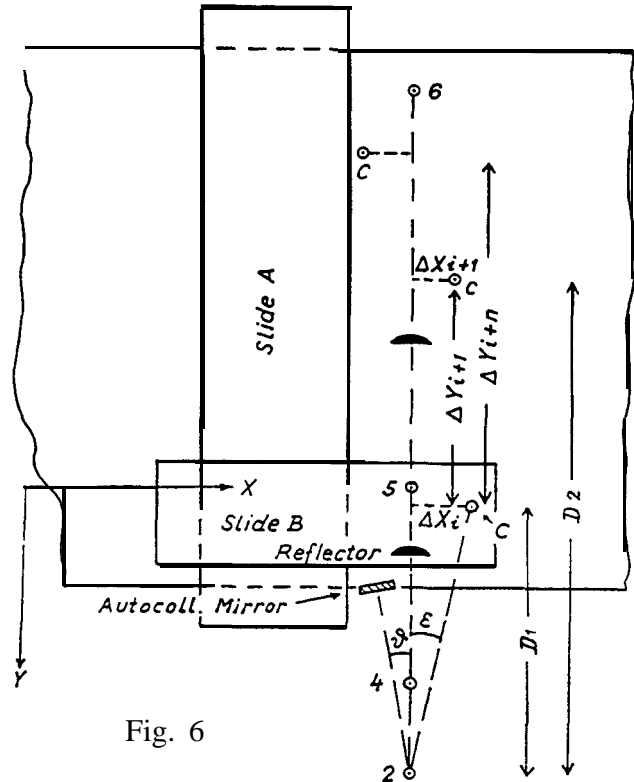 6
C
ΔXi+1
C
Slide A
ΔYi+1
ΔYi+n
D2
X
5
Slide B
ΔXi
C
Reflector
Autocoll. Mirror
ϑ
ε
D1
Y
4
2
Fig. 6